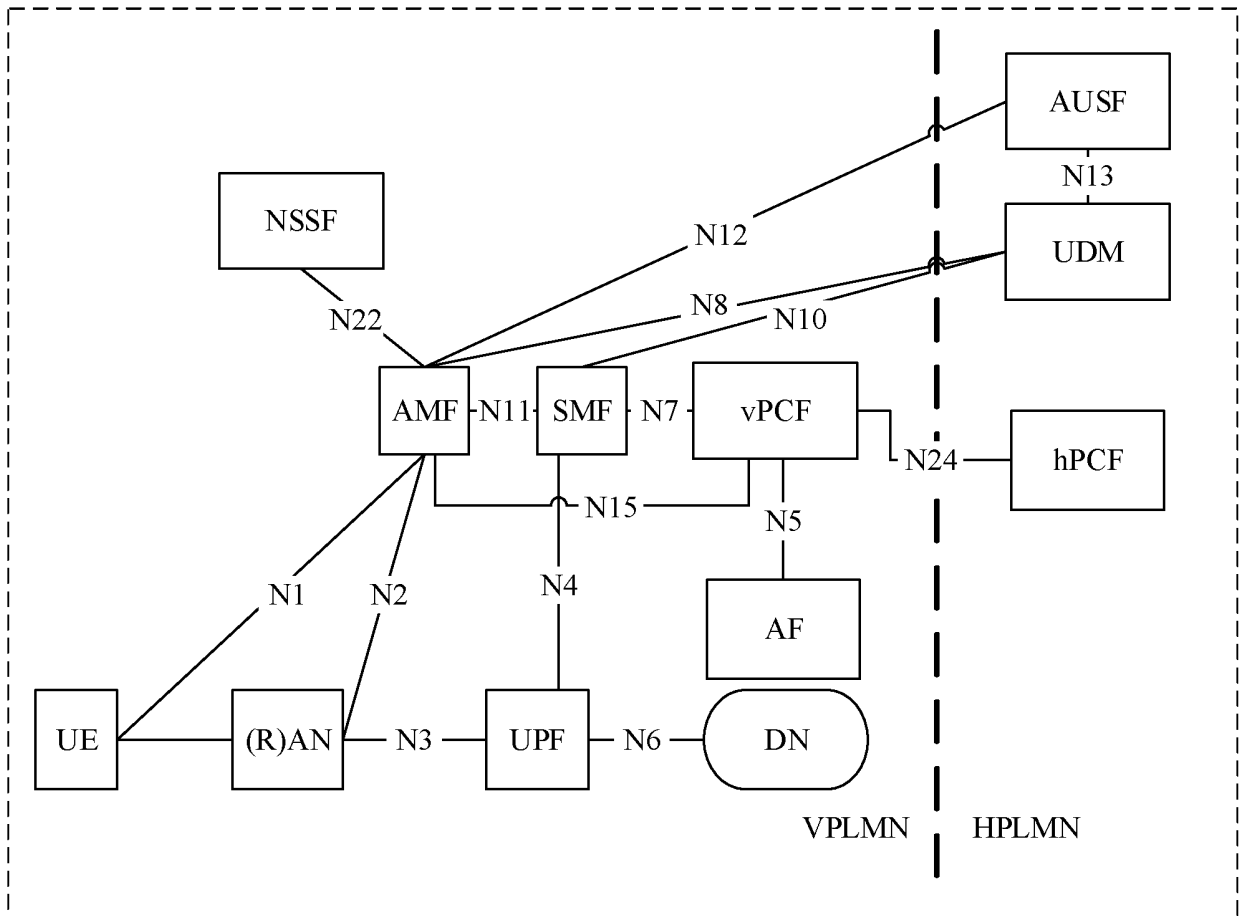 AUSF
N13
NSSF
N12
UDM
N8
N22
N10
AMF
N11
SMF
N7
vPCF
N24
hPCF
N15
N5
N1
N2
N4
AF
UE
(R)AN
N3
UPF
N6
DN
VPLMN
HPLMN